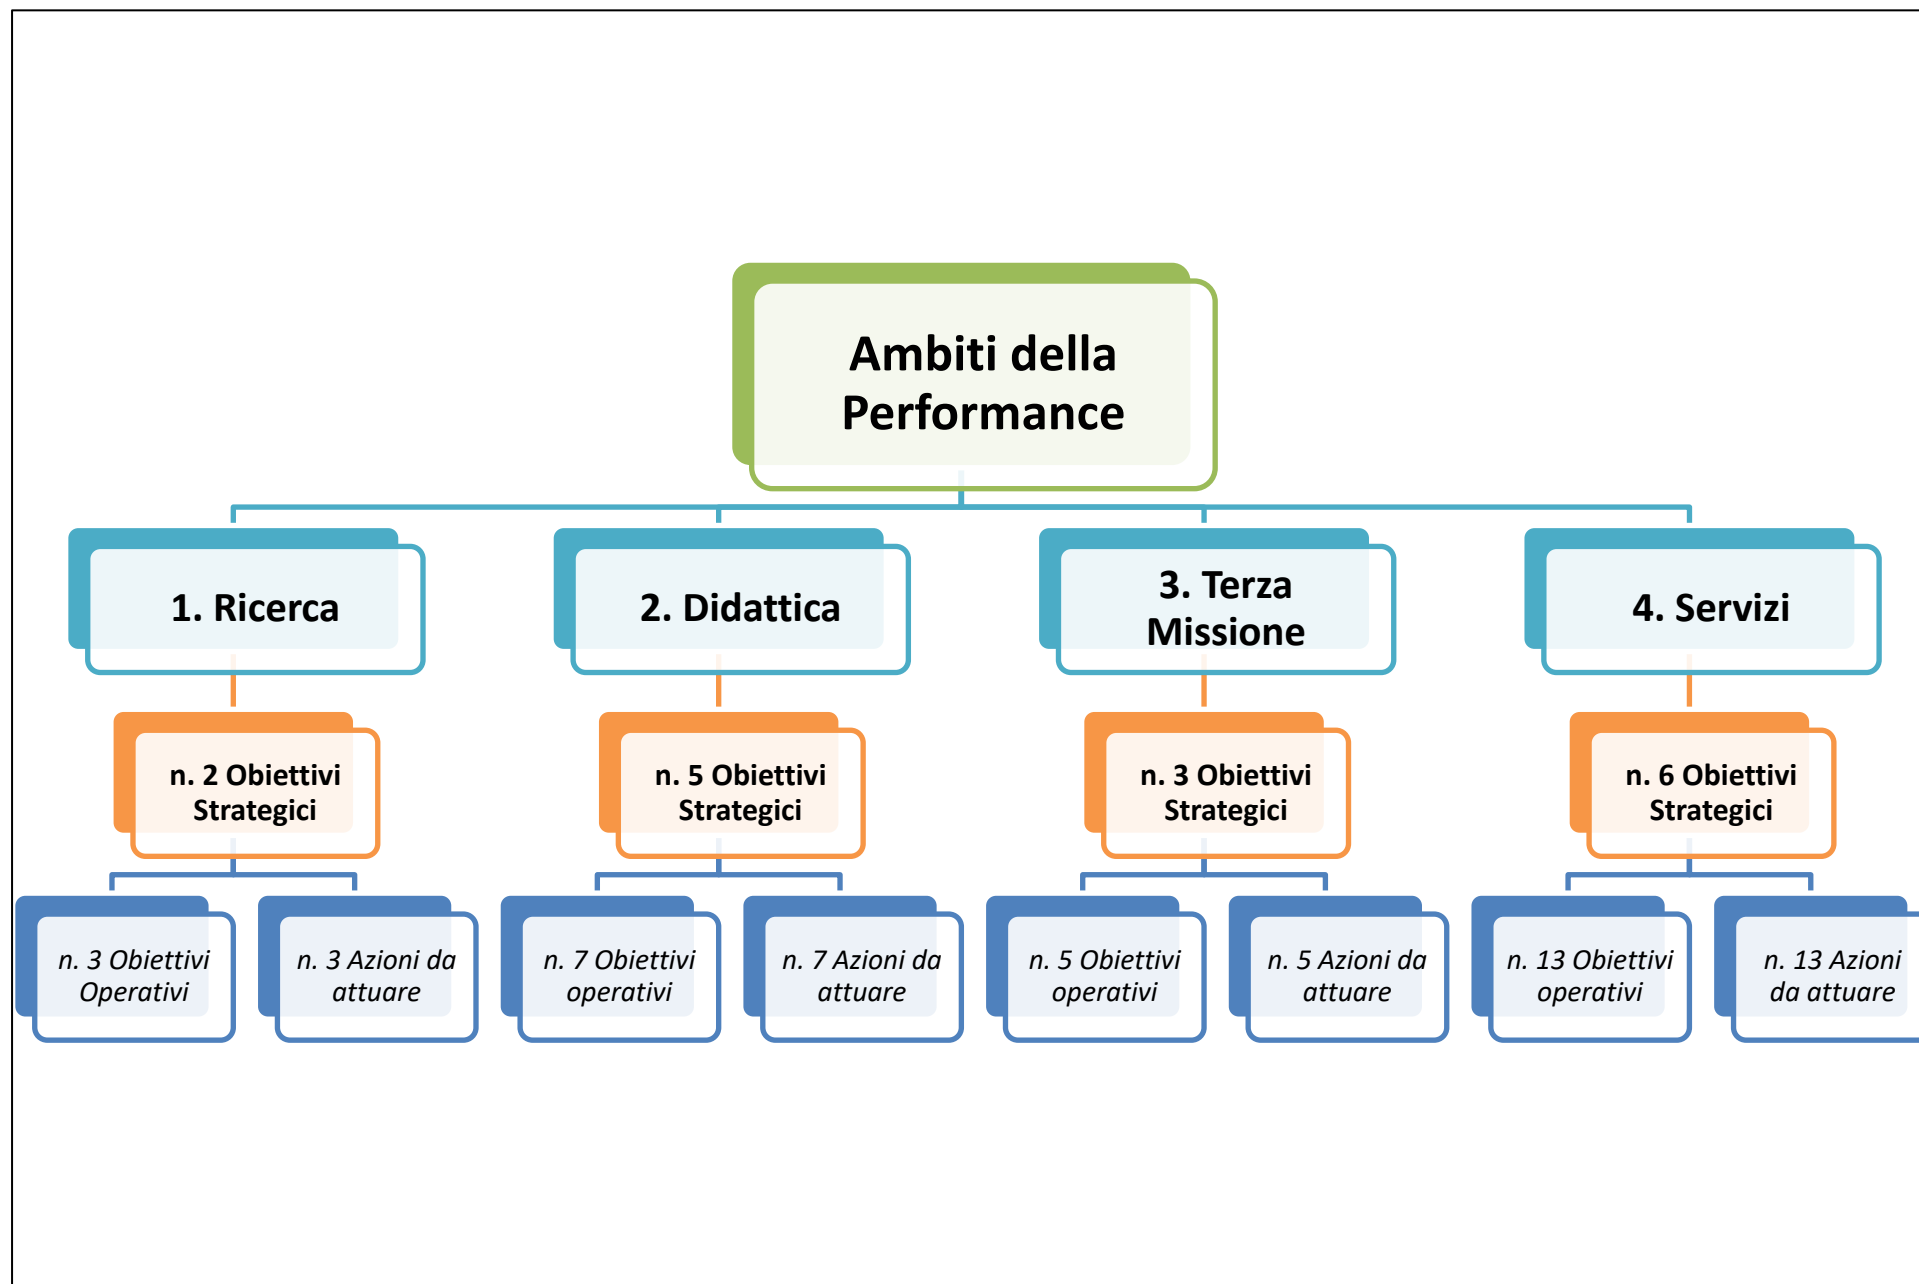 Ambiti della
Performance
1. Ricerca
2. Didattica
3. Terza
Missione
4. Servizi
n. 2 Obiettivi
Strategici
n. 5 Obiettivi
Strategici
n. 3 Obiettivi
Strategici
n. 6 Obiettivi
Strategici
n. 3 Obiettivi
Operativi
n. 3 Azioni da
attuare
n. 7 Obiettivi
operativi
n. 7 Azioni da
attuare
n. 5 Obiettivi
operativi
n. 5 Azioni da
attuare
n. 13 Obiettivi
operativi
n. 13 Azioni
da attuare